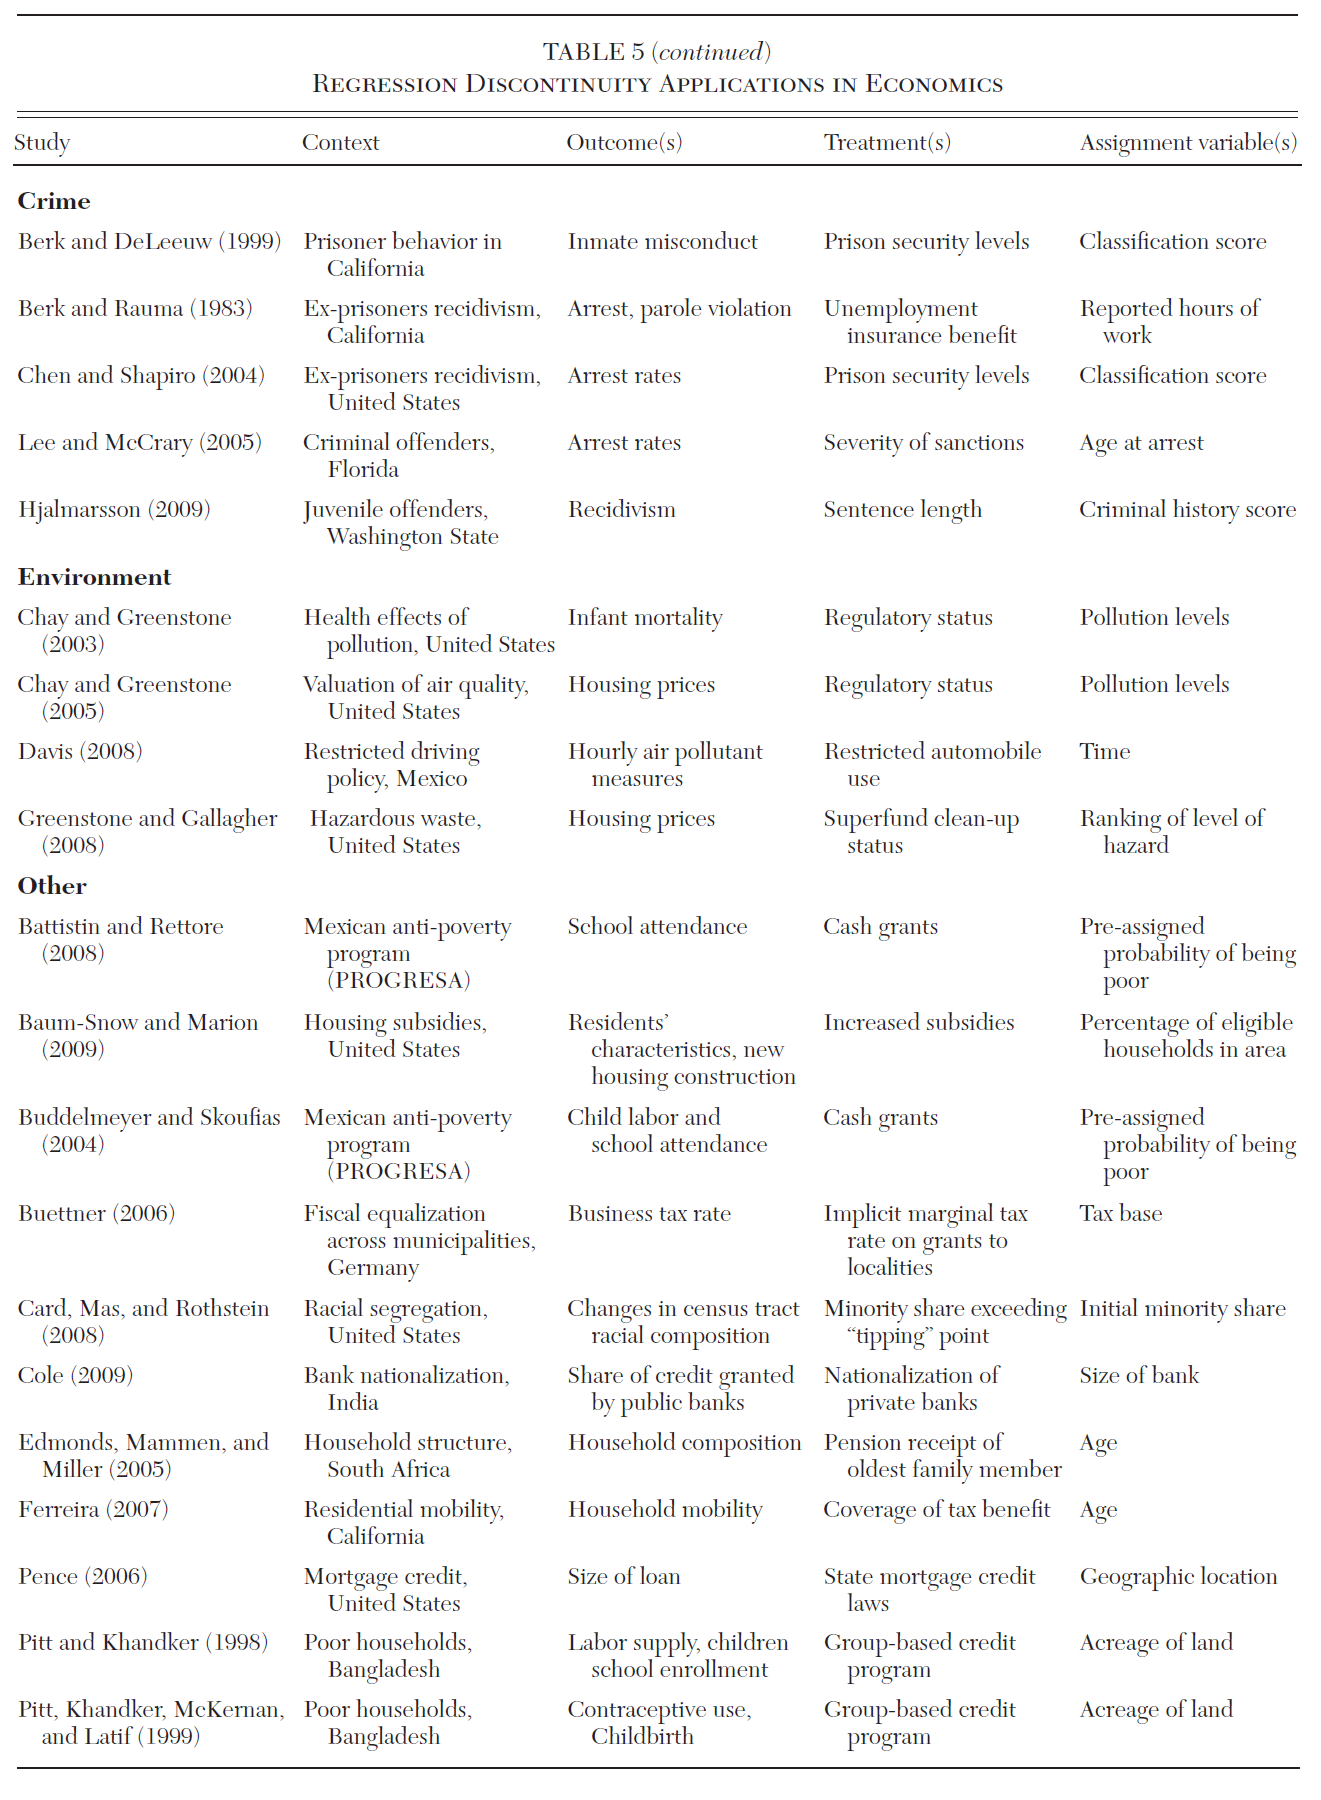 TABLE 5 (continued)
Regression Discontinuity Applications in Economics
Study Context Outcome(s) Treatment(s) Assignment variable(s)
Crime
Berk and DeLeeuw (1999) Prisoner behavior in Inmate misconduct Prison security levels Classification score
California
Berk and Rauma (1983) Ex-prisoners recidivism, Arrest, parole violation Unemployment Reported hours of
California insurance benefit work
Chen and Shapiro (2004) Ex-prisoners recidivism, Arrest rates Prison security levels Classification score
United States
Lee and McCrary (2005) Criminal offenders, Arrest rates Severity of sanctions Age at arrest
Florida
Hjalmarsson (2009) Juvenile offenders, Recidivism Sentence length Criminal history score
Washington State
Environment
Chay and Greenstone Health effects of Infant mortality Regulatory status Pollution levels
(2003) pollution, United States
Chay and Greenstone Valuation of air quality, Housing prices Regulatory status Pollution levels
(2005) United States
Davis (2008) Restricted driving Hourly air pollutant Restricted automobile Time
policy, Mexico measures use
Greenstone and Gallagher Hazardous waste, Housing prices Superfund clean-up Ranking of level of
(2008) United States status hazard
Other
Battistin and Rettore Mexican anti-poverty School attendance Cash grants Pre-assigned
(2008) program probability of being
(PROGRESA) poor
Baum-Snow and Marion Housing subsidies, Residents’ Increased subsidies Percentage of eligible
(2009) United States characteristics, new households in area
housing construction
Buddelmeyer and Skoufias Mexican anti-poverty Child labor and Cash grants Pre-assigned
(2004) program school attendance probability of being
(PROGRESA) poor
Buettner (2006) Fiscal equalization Business tax rate Implicit marginal tax Tax base
across municipalities, rate on grants to
Germany localities
Card, Mas, and Rothstein Racial segregation, Changes in census tract Minority share exceeding Initial minority share
(2008) United States racial composition “tipping” point
Cole (2009) Bank nationalization, Share of credit granted Nationalization of Size of bank
India by public banks private banks
Edmonds, Mammen, and Household structure, Household composition Pension receipt of Age
Miller (2005) South Africa oldest family member
Ferreira (2007) Residential mobility, Household mobility Coverage of tax benefit Age
California
Pence (2006) Mortgage credit, Size of loan State mortgage credit Geographic location
United States laws
Pitt and Khandker (1998) Poor households, Labor supply, children Group-based credit Acreage of land
Bangladesh school enrollment program
Pitt, Khandker, McKernan, Poor households, Contraceptive use, Group-based credit Acreage of land
and Latif (1999) Bangladesh Childbirth program